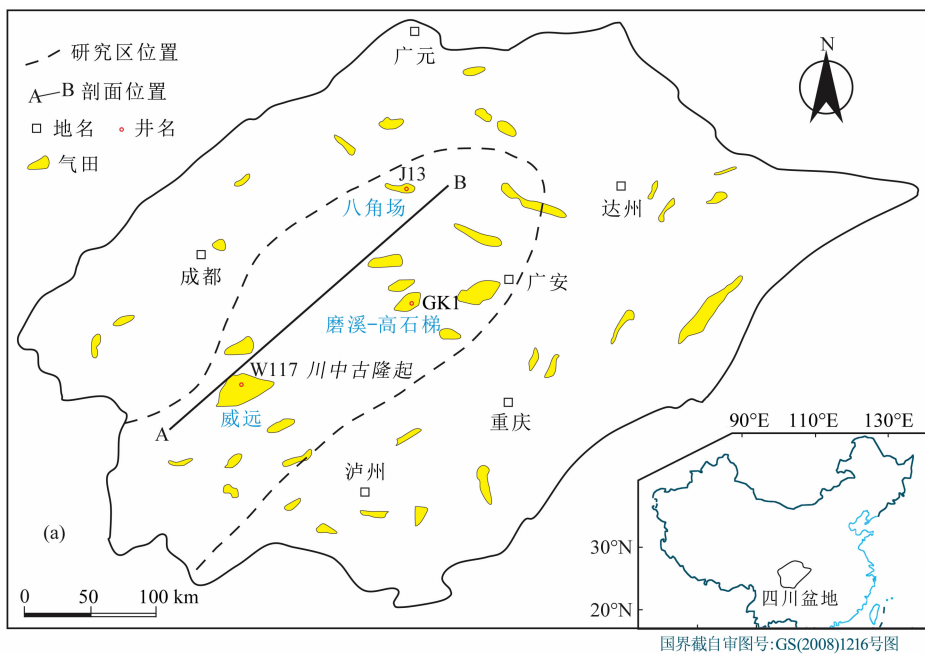 研究区位置
A B 剖面位置
地名 井名
气田
广元
N
J13
B
八角场
达州
成都
广安
GK1
磨溪-高石梯
W117 川中古隆起
威远
A
重庆
泸州
(a)
0 50 100 km
90°E 110°E 130°E
30°N
20°N
四川盆地
国界截自审图号:GS(2008)1216号图